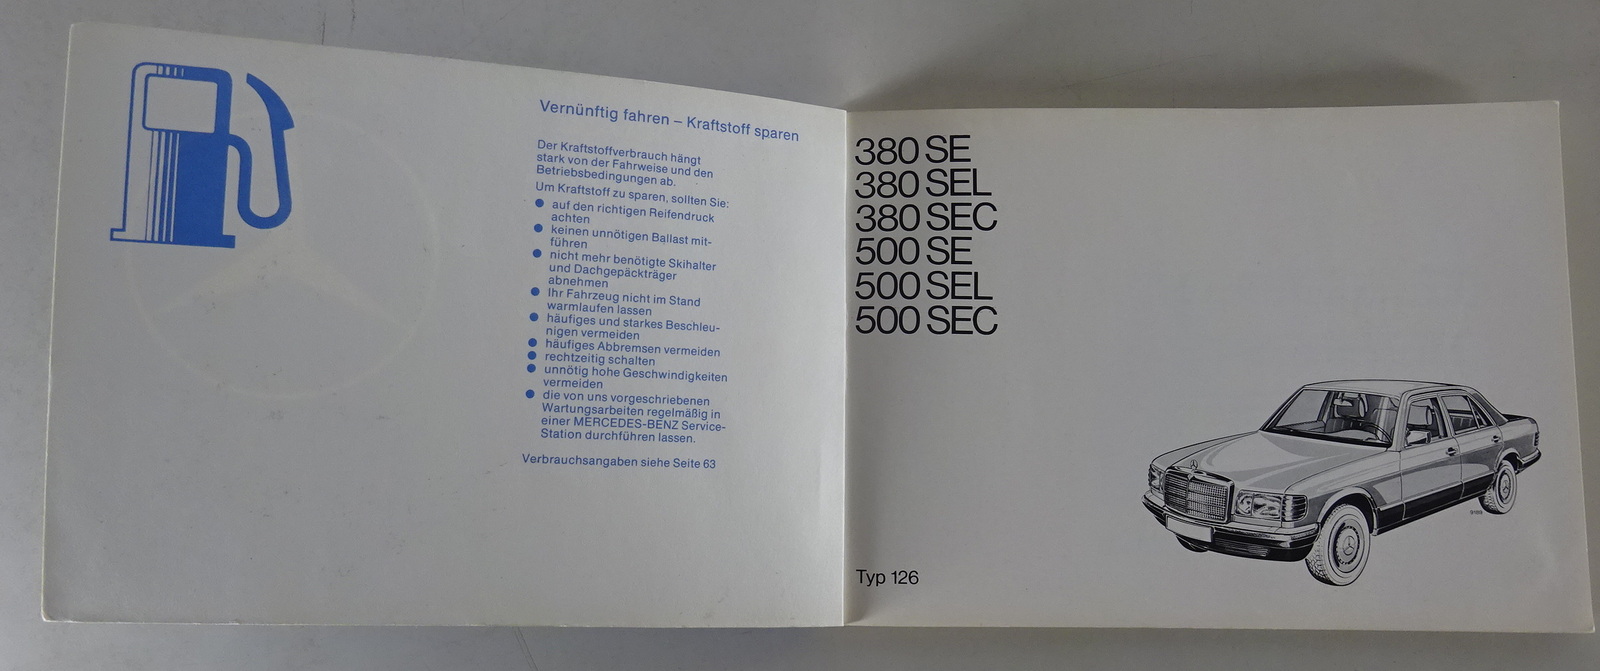 Vernünftig fahren – Kraftstoff sparen
Der Kraftstoffverbrauch hängt
stark von der Fahrweise und den
Betriebsbedingungen ab.
Um Kraftstoff zu sparen, sollten Sie:
● auf den richtigen Reifendruck
achten
● keinen unnötigen Ballast mit-
führen
● nicht mehr benötigte Skihalter
und Dachgepäckträger
abnehmen
● Ihr Fahrzeug nicht im Stand
warmlaufen lassen
● häufiges und starkes Beschleu-
nigen vermeiden
● häufiges Abbremsen vermeiden
● rechtzeitig schalten
● unnötig hohe Geschwindigkeiten
vermeiden
● die von uns vorgeschriebenen
Wartungsarbeiten regelmäßig in
einer MERCEDES-BENZ Service-
Station durchführen lassen.
Verbrauchsangaben siehe Seite 63
380 SE
380 SEL
380 SEC
500 SE
500 SEL
500 SEC
Typ 126